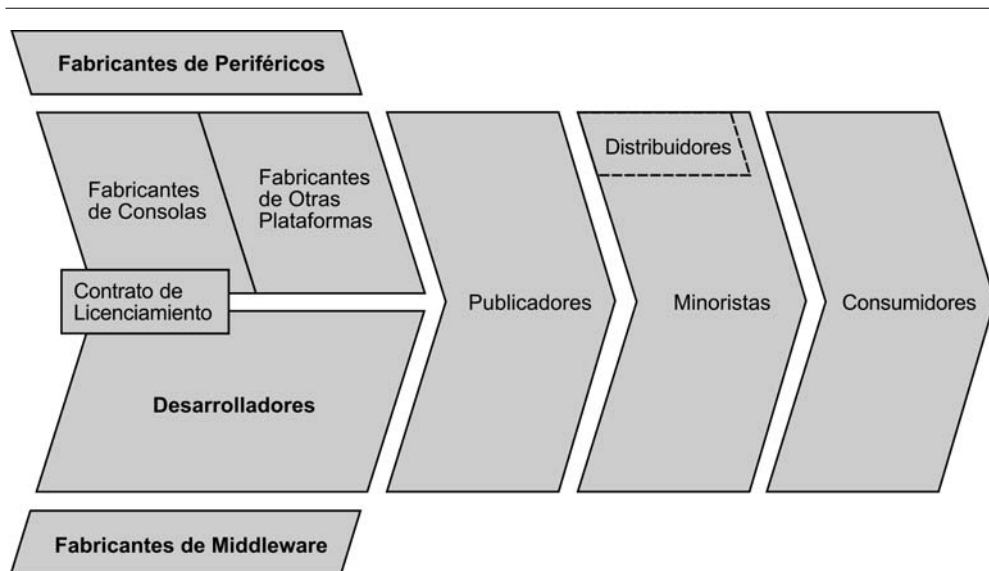 Fabricantes de Periféricos
Fabricantes
de Consolas
Fabricantes
de Otras
Plataformas
Contrato de
Licenciamiento
Desarrolladores
Publicadores
Distribuidores
Minoristas
Consumidores
Fabricantes de Middleware